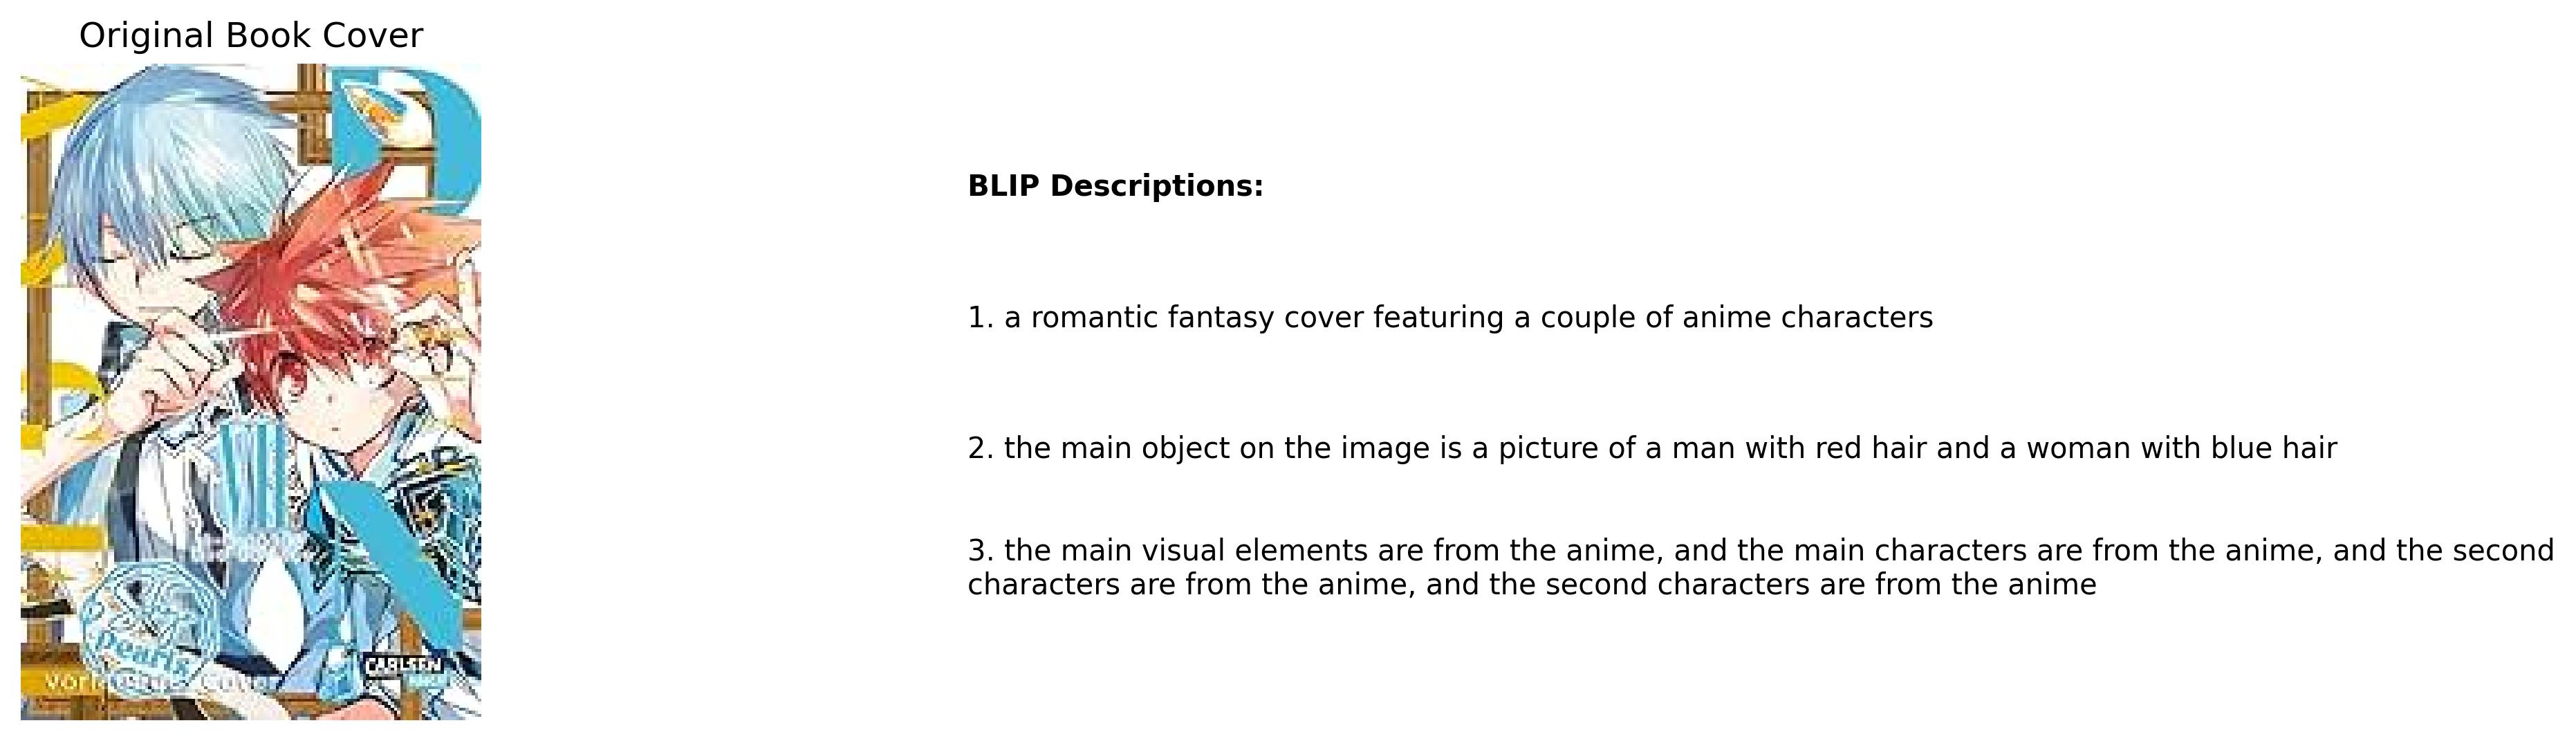 Original Book Cover
Pearls
CARLSEN
BLIP Descriptions:
1. a romantic fantasy cover featuring a couple of anime characters
2. the main object on the image is a picture of a man with red hair and a woman with blue hair
3. the main visual elements are from the anime, and the main characters are from the anime, and the second
characters are from the anime, and the second characters are from the anime